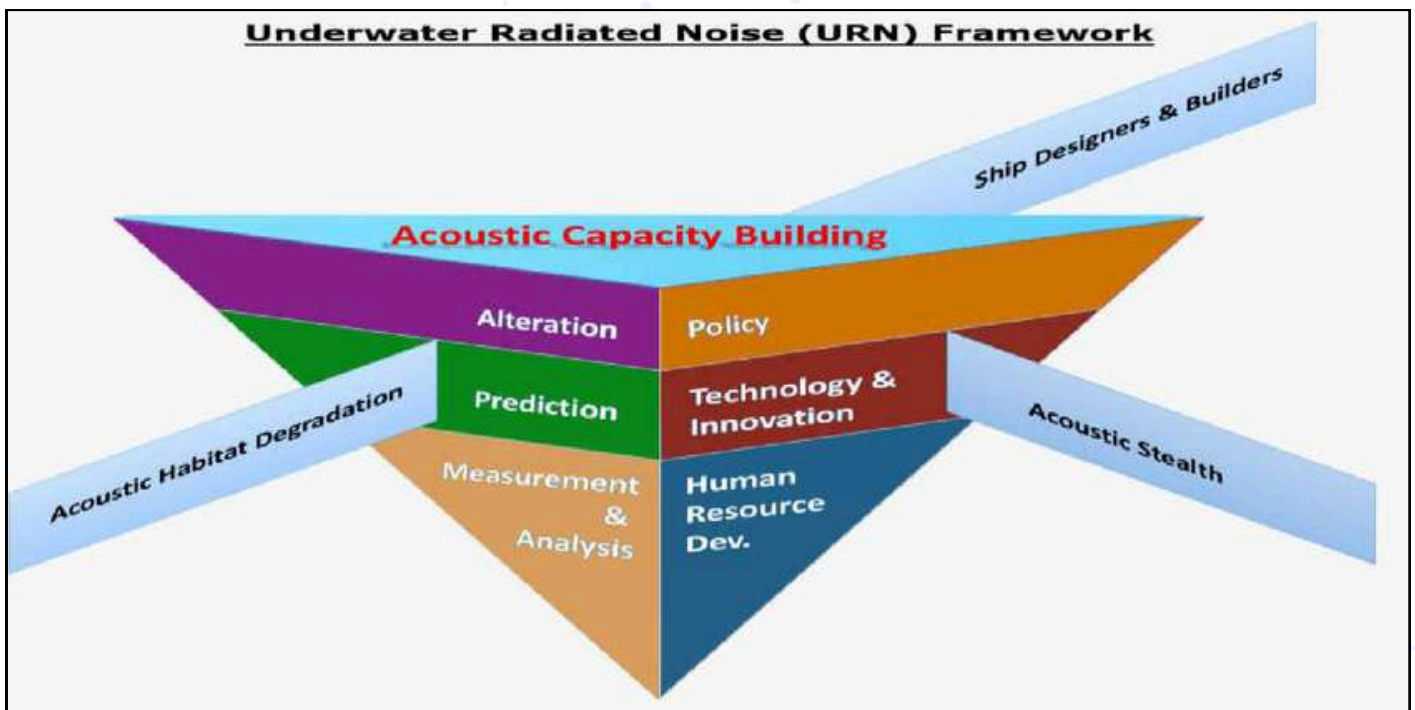 Underwater Radiated Noise (URN) Framework
Ship Designers & Builders
Acoustic Capacity Building
Alteration
Policy
Prediction
Technology &
Innovation
Acoustic Habitat Degradation
Acoustic Stealth
Measurement
&
Analysis
Human
Resource
Dev.